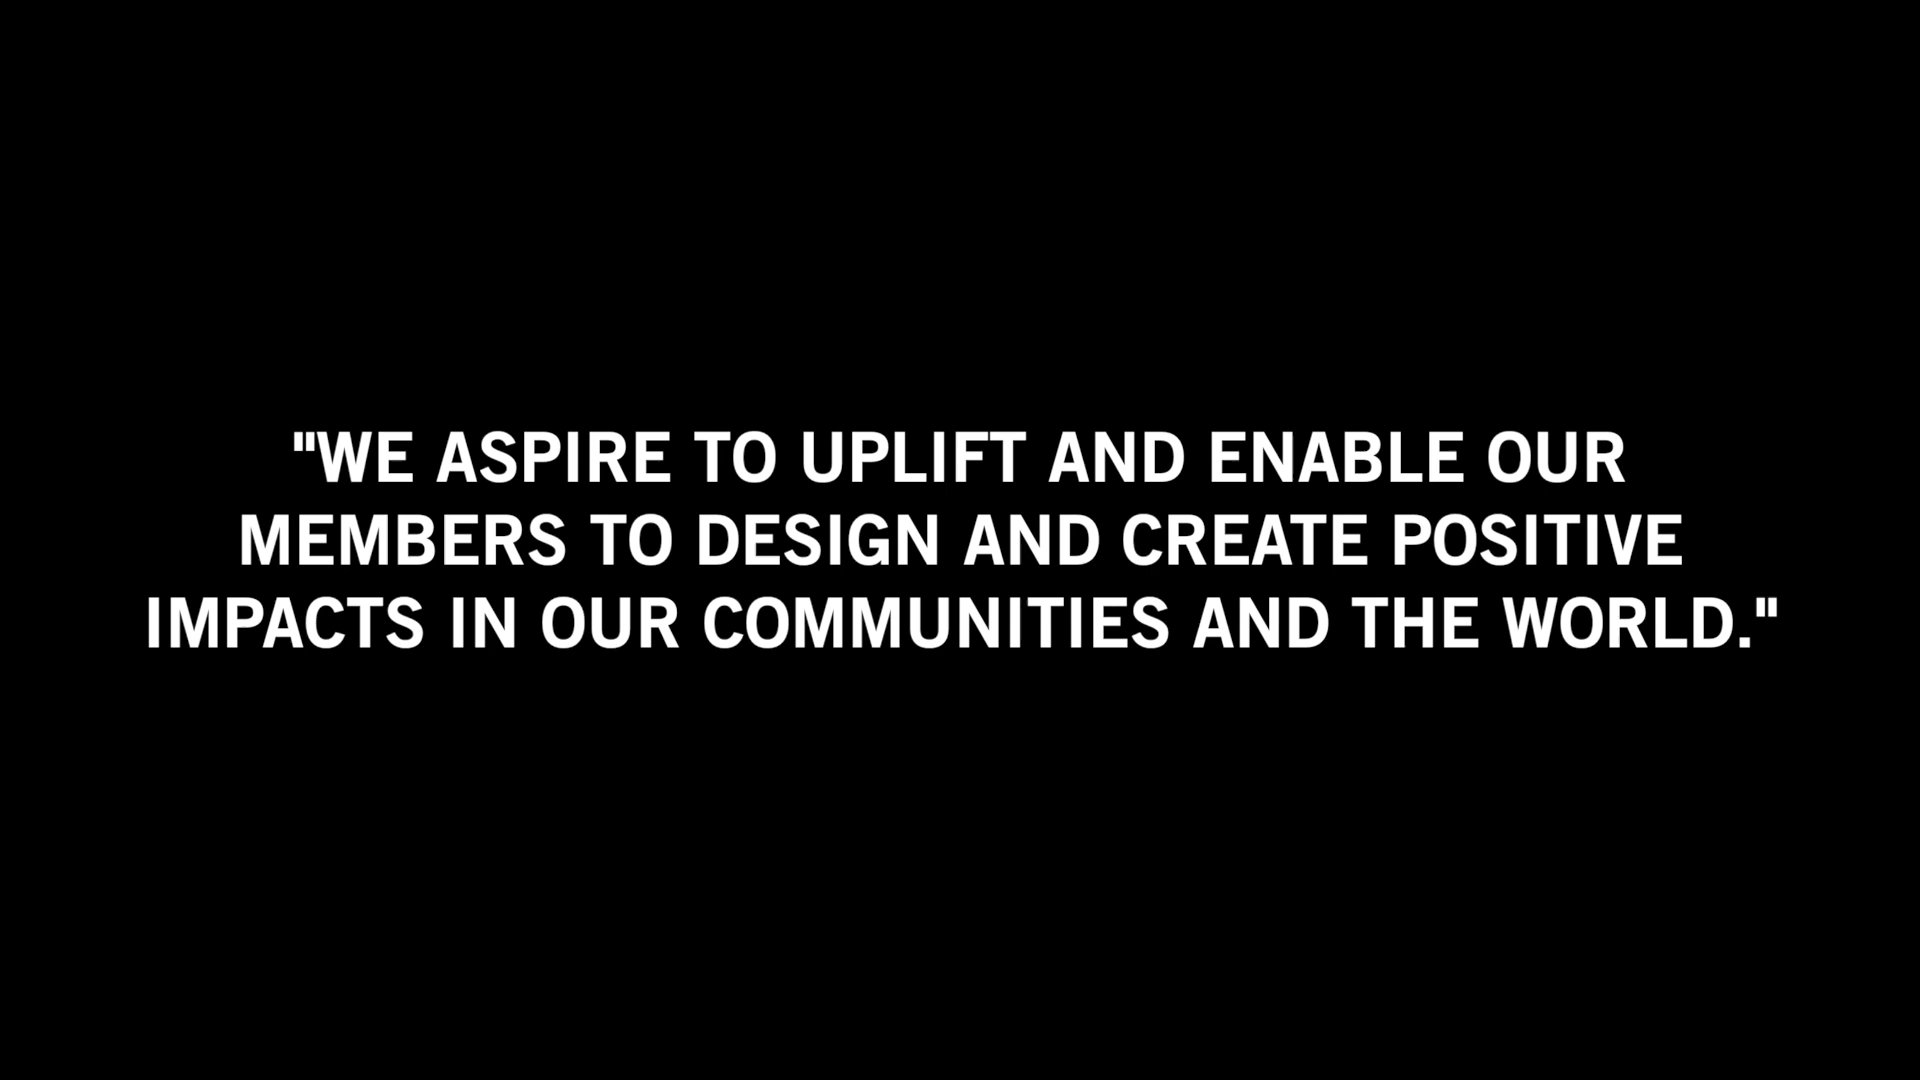 "WE ASPIRE TO UPLIFT AND ENABLE OUR
MEMBERS TO DESIGN AND CREATE POSITIVE
IMPACTS IN OUR COMMUNITIES AND THE WORLD."